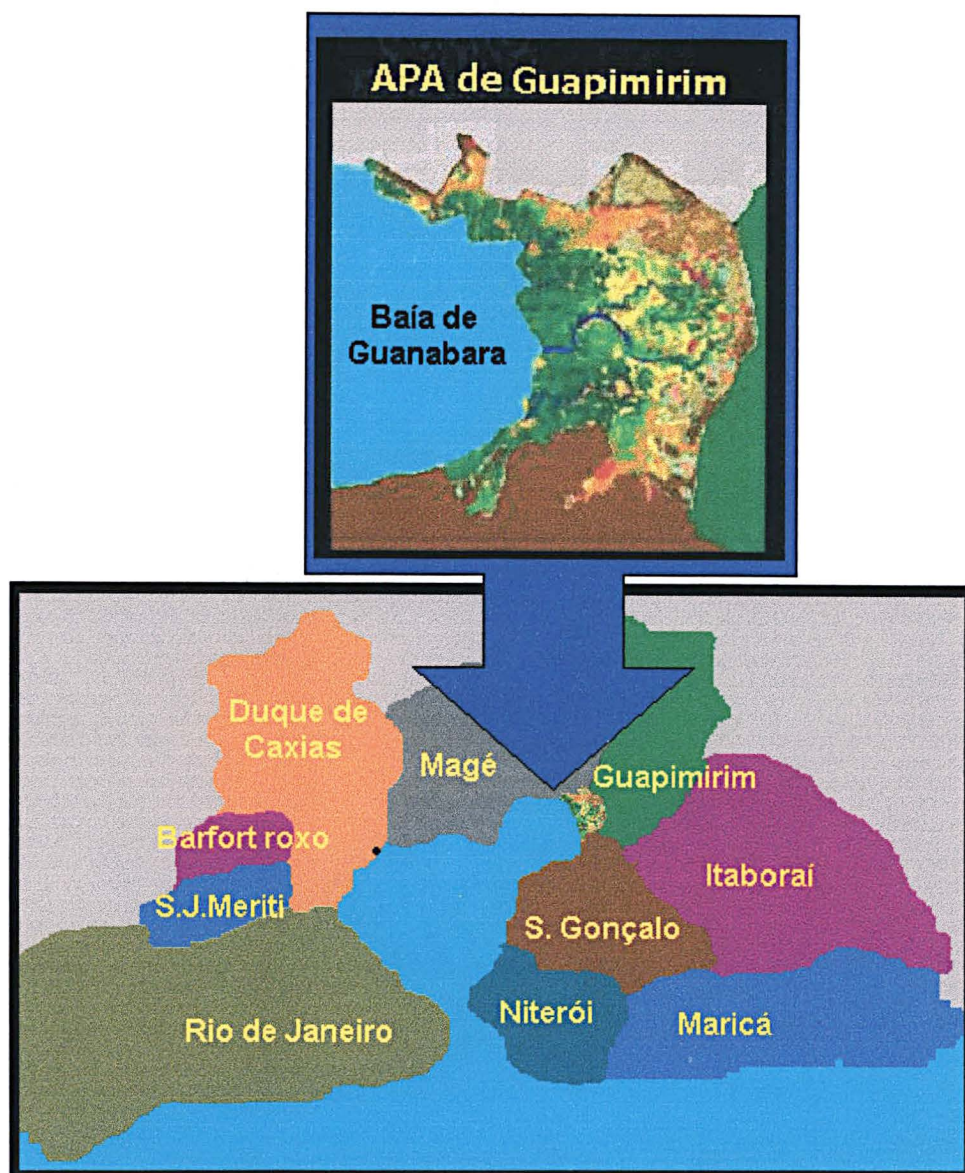 APA de Guapimirim
Baía de
Guanabara
Duque de
Caxias
Magé
Guapimirim
Barfort roxo
Itaboraí
S.J.Meriti
S. Gonçalo
Niterói
Maricá
Rio de Janeiro